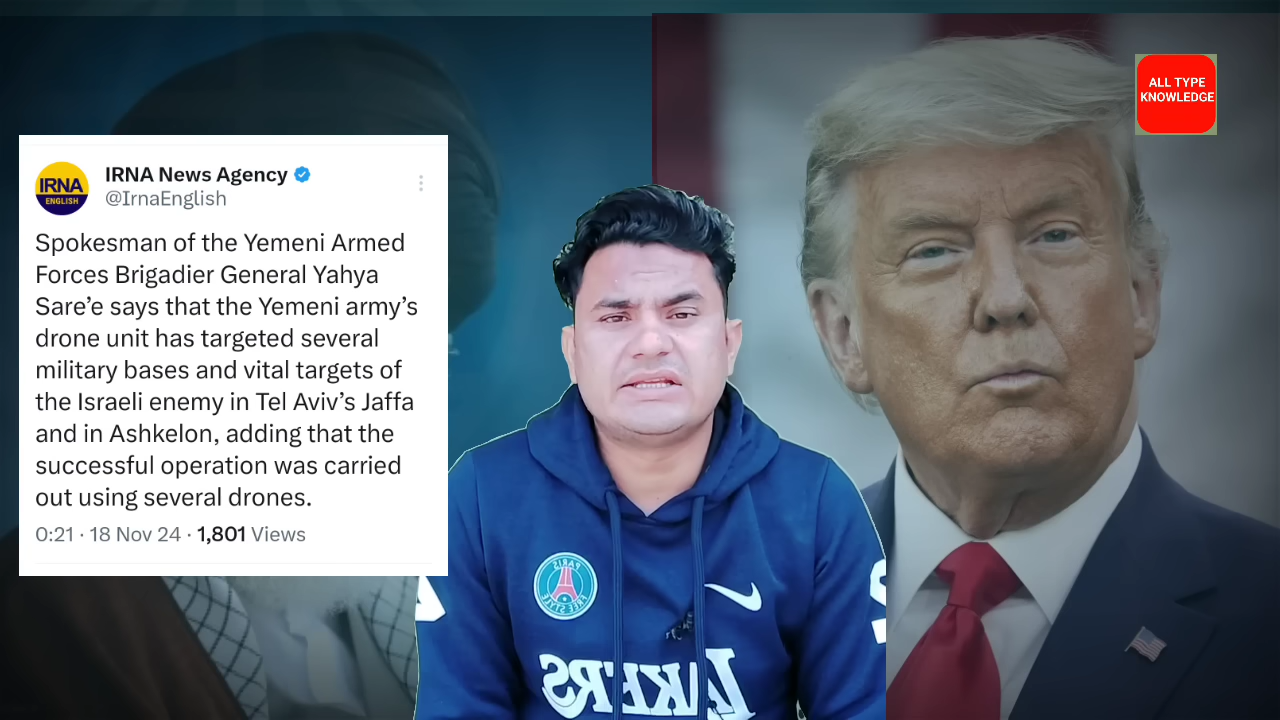 ALL TYPE
KNOWLEDGE
IRNA
ENGLISH
IRNA News Agency
@IrnaEnglish
Spokesman of the Yemeni Armed
Forces Brigadier General Yahya
Sare’e says that the Yemeni army’s
drone unit has targeted several
military bases and vital targets of
the Israeli enemy in Tel Aviv’s Jaffa
and in Ashkelon, adding that the
successful operation was carried
out using several drones.
0:21 · 18 Nov 24 · 1,801 Views
PARIS
FREE STYLE
LAKERS